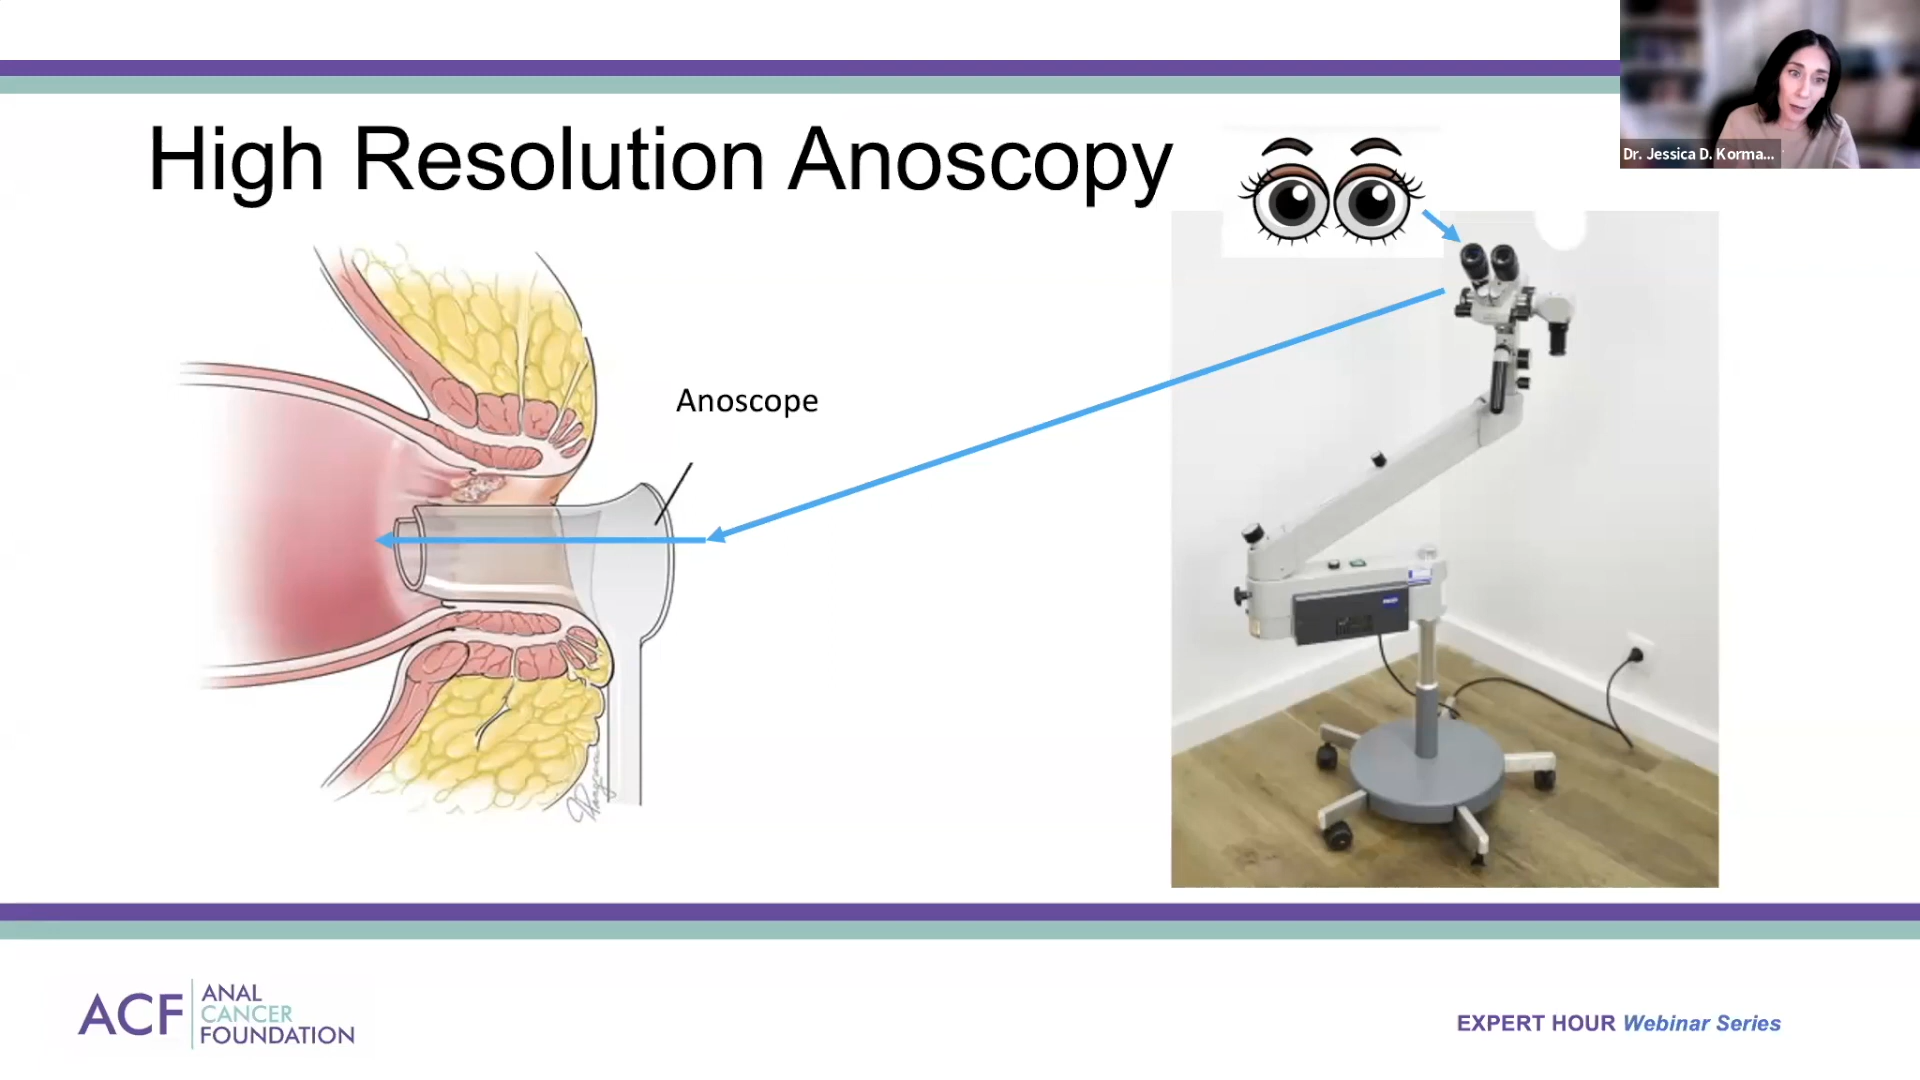 Dr. Jessica D. Korma...
High Resolution Anoscopy
Anoscope
ACF
ANAL
CANCER
FOUNDATION
EXPERT HOUR Webinar Series